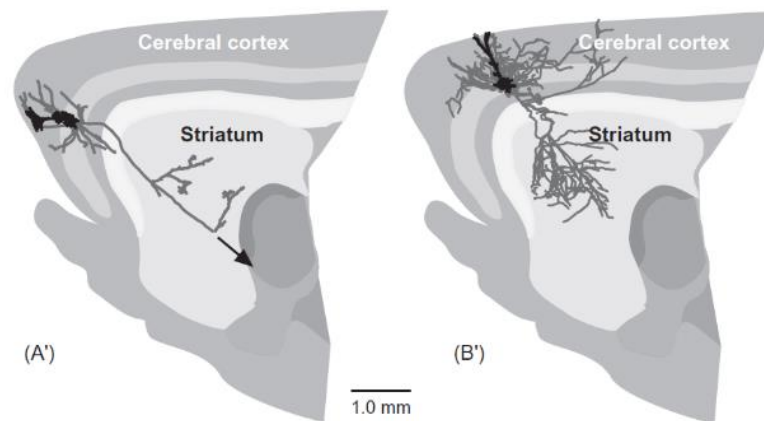 Cerebral cortex
Cerebral cortex
Striatum
Striatum
(A')
(B')
1.0 mm